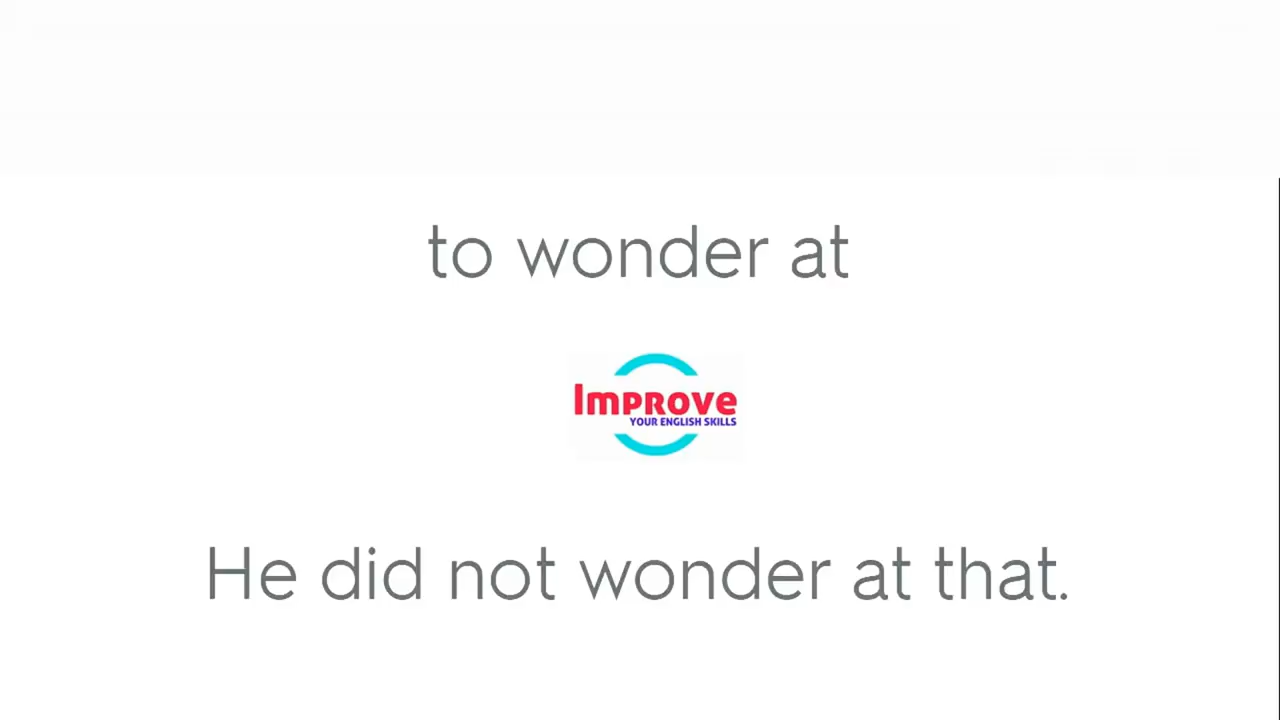 to wonder at
Improve
YOUR ENGLISH SKILLS
He did not wonder at that.